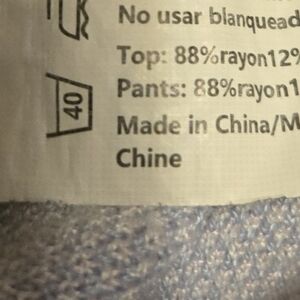 No usar blanquead
Top: 88%rayon12%
Pants: 88%rayon1
40
Made in China/M
Chine